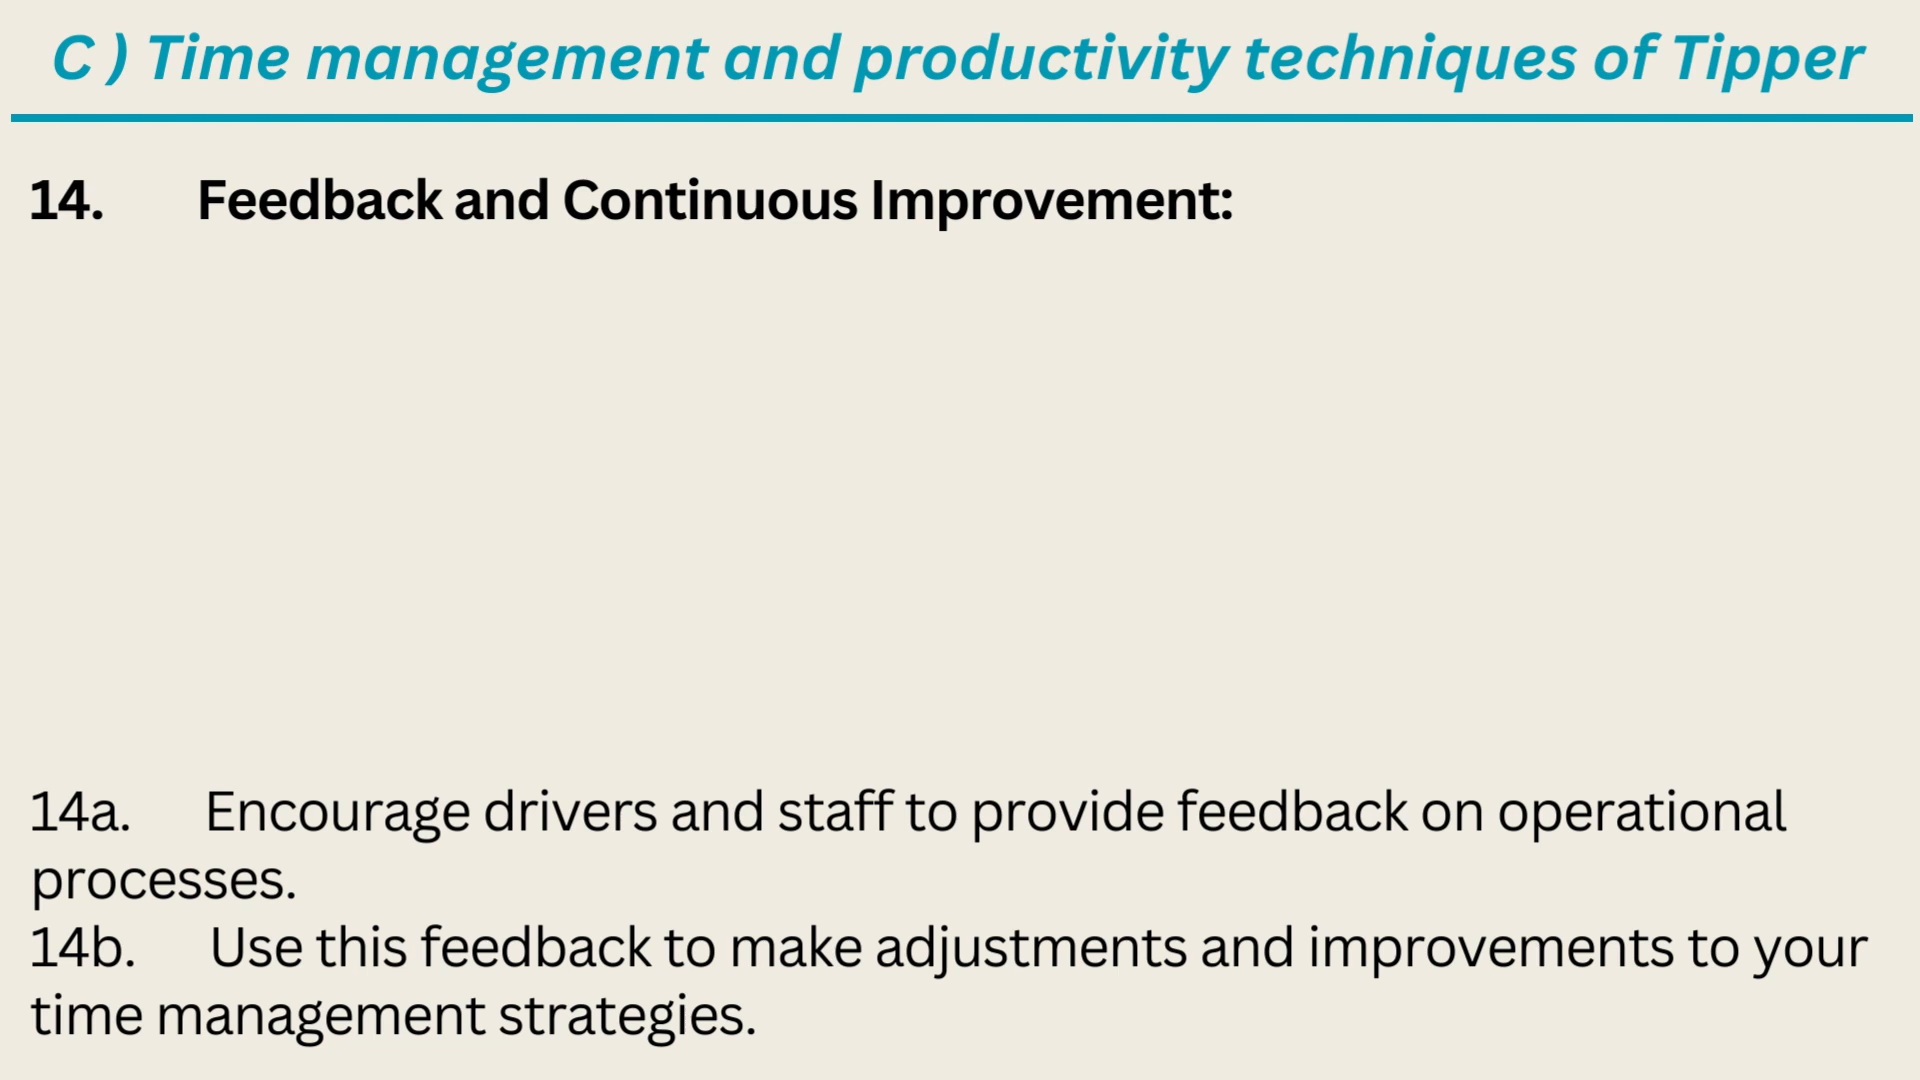 C ) Time management and productivity techniques of Tipper
14. Feedback and Continuous Improvement:
14a. Encourage drivers and staff to provide feedback on operational
processes.
14b. Use this feedback to make adjustments and improvements to your
time management strategies.